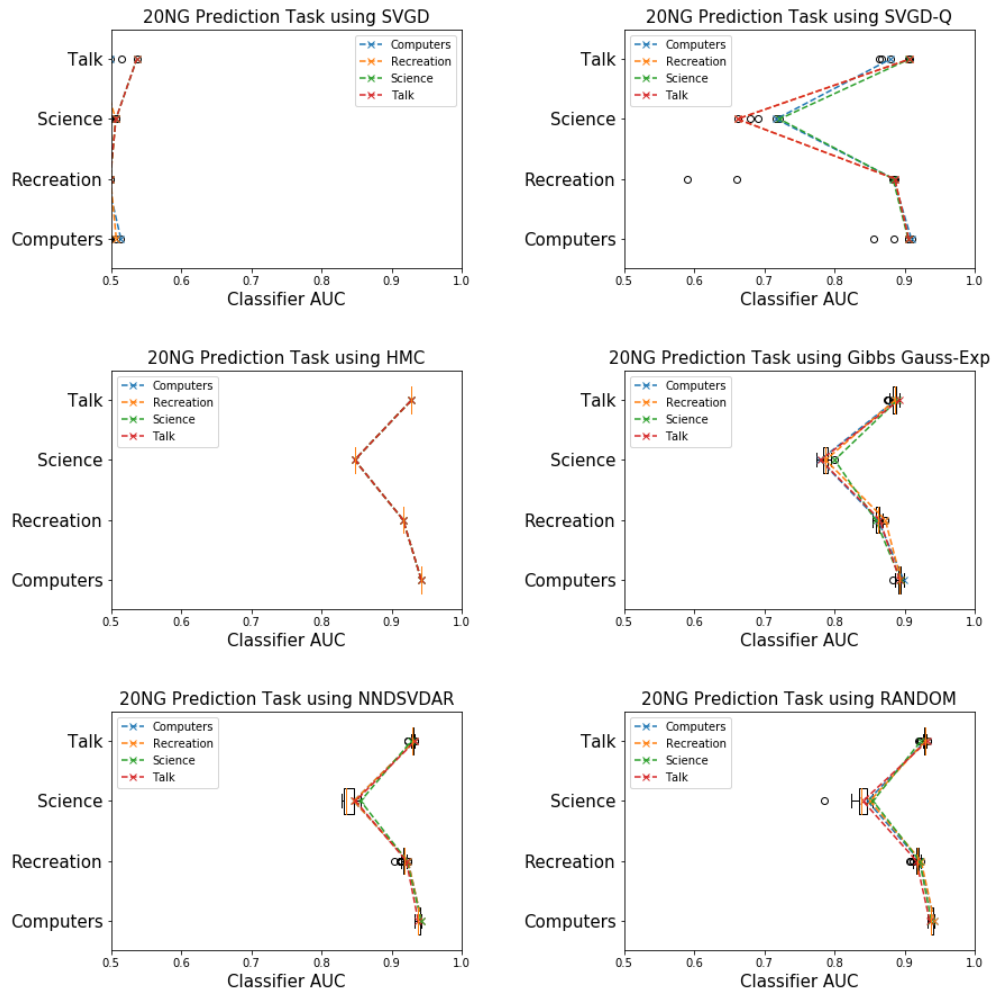 20NG Prediction Task using SVGD
Talk
Science
Recreation
Computers
Computers
Recreation
Science
Talk
0.5 0.6 0.7 0.8 0.9 1.0
Classifier AUC
20NG Prediction Task using SVGD-Q
Talk
Science
Recreation
Computers
Computers
Recreation
Science
Talk
0.5 0.6 0.7 0.8 0.9 1.0
Classifier AUC
20NG Prediction Task using HMC
Talk
Science
Recreation
Computers
Computers
Recreation
Science
Talk
0.5 0.6 0.7 0.8 0.9 1.0
Classifier AUC
20NG Prediction Task using Gibbs Gauss-Exp
Talk
Science
Recreation
Computers
Computers
Recreation
Science
Talk
0.5 0.6 0.7 0.8 0.9 1.0
Classifier AUC
20NG Prediction Task using NNDSVDAR
Talk
Science
Recreation
Computers
Computers
Recreation
Science
Talk
0.5 0.6 0.7 0.8 0.9 1.0
Classifier AUC
20NG Prediction Task using RANDOM
Talk
Science
Recreation
Computers
Computers
Recreation
Science
Talk
0.5 0.6 0.7 0.8 0.9 1.0
Classifier AUC